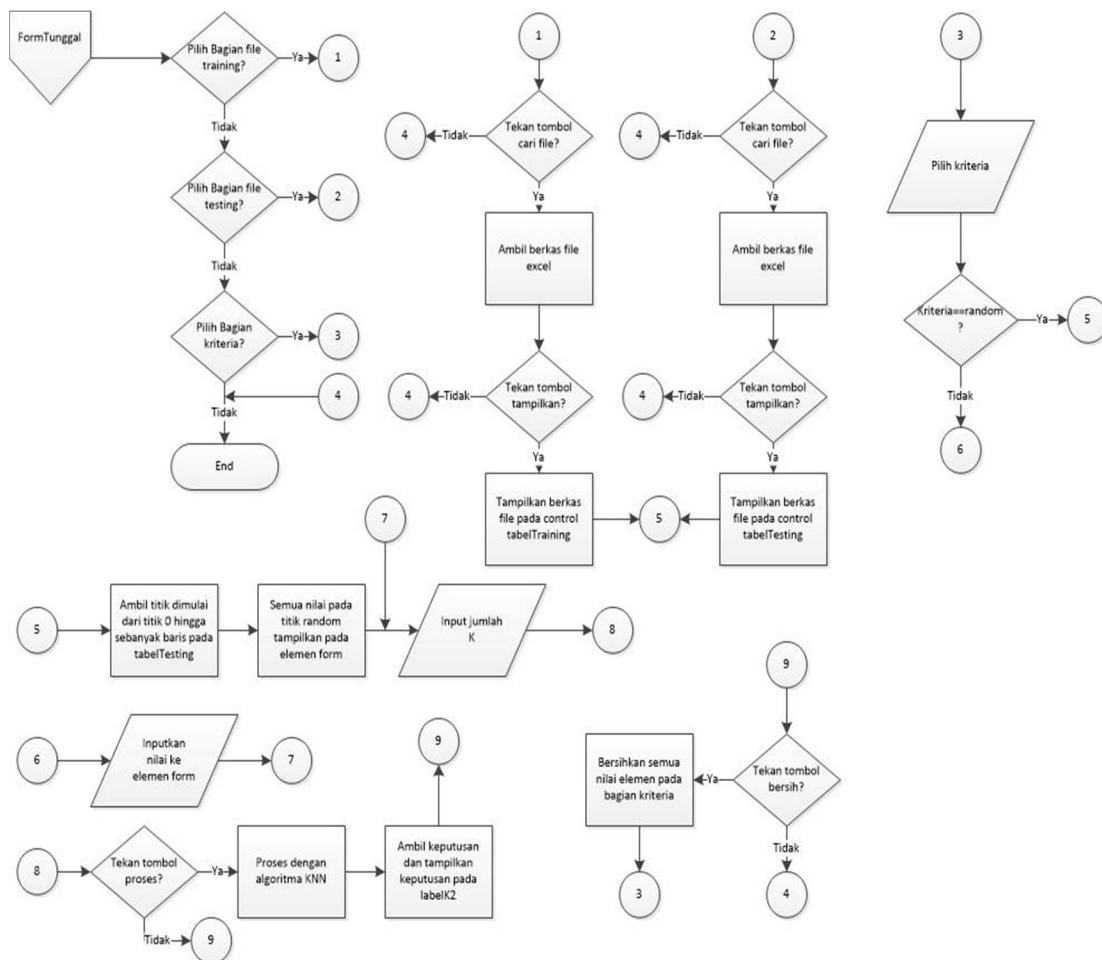 FormTunggal
Pilih Bagian file
training?
Ya
1
Tidak
Pilih Bagian file
testing?
Ya
2
Tidak
Pilih Bagian
kriteria?
Ya
3
4
Tidak
End
1
Tekan tombol
cari file?
Tidak
4
Ya
Ambil berkas file
excel
Tekan tombol
tampilkan?
Tidak
4
Ya
Tampilkan berkas
file pada control
tabelTraining
5
2
Tekan tombol
cari file?
Tidak
4
Ya
Ambil berkas file
excel
Tekan tombol
tampilkan?
Tidak
4
Ya
Tampilkan berkas
file pada control
tabelTesting
3
Pilih kriteria
Kriteria==random
?
Ya
5
Tidak
6
7
5
Ambil titik dimulai
dari titik 0 hingga
sebanyak baris pada
tabelTesting
Semua nilai pada
titik random
tampilkan pada
elemen form
Input jumlah
K
8
6
Inputkan
nilai ke
elemen form
7
8
Tekan tombol
proses?
Ya
Proses dengan
algoritma KNN
Ambil keputusan
dan tampilkan
keputusan pada
labelK2
9
Tidak
9
9
Tekan tombol
bersih?
Ya
Bersihkan semua
nilai elemen pada
bagian kriteria
3
Tidak
4